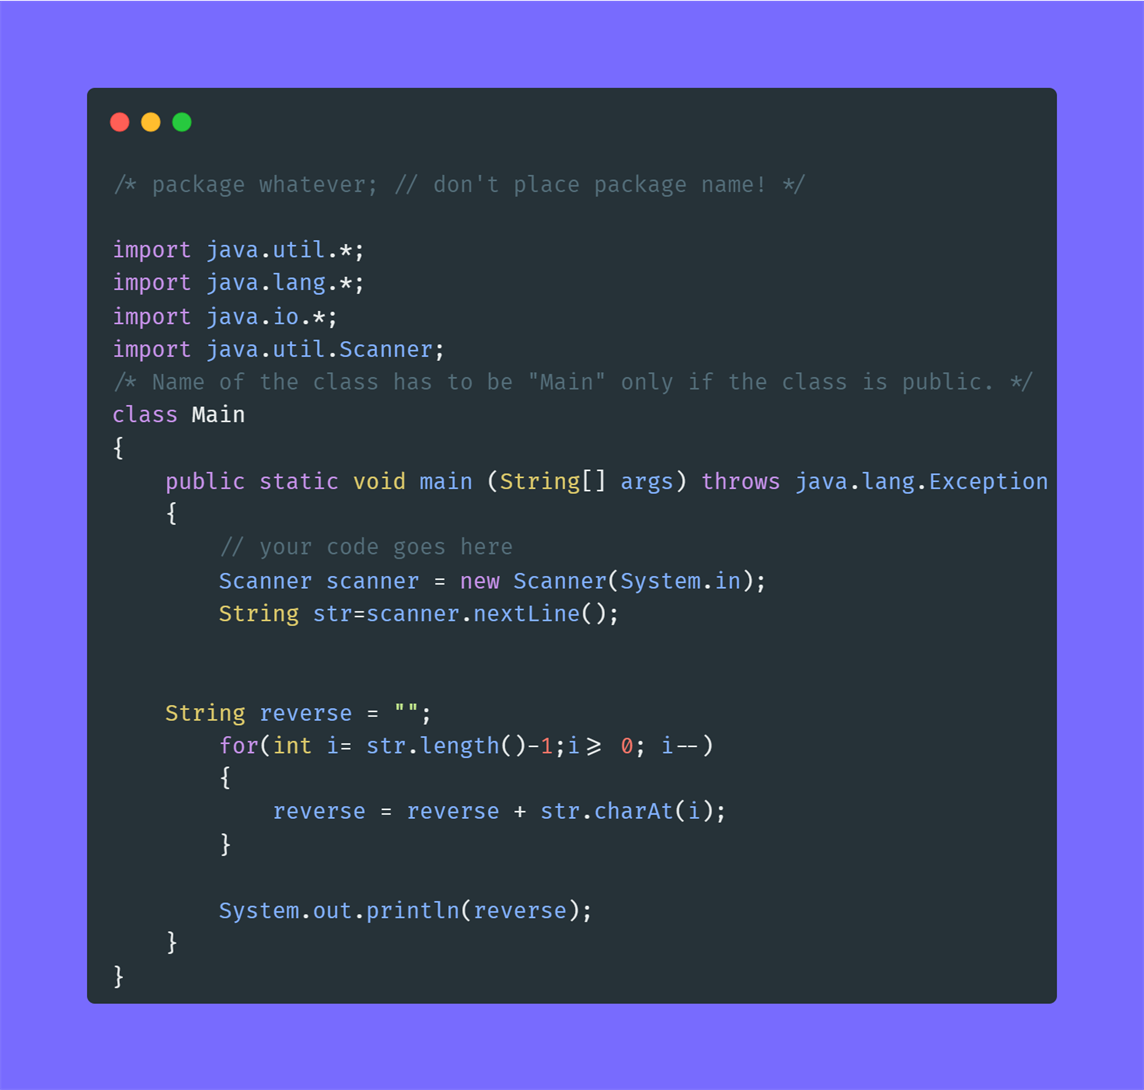 /* package whatever; // don't place package name! */
import java.util.*;
import java.lang.*;
import java.io.*;
import java.util.Scanner;
/* Name of the class has to be "Main" only if the class is public. */
class Main
{
    public static void main (String[] args) throws java.lang.Exception
    {
        // your code goes here
        Scanner scanner = new Scanner(System.in);
        String str=scanner.nextLine();
    String reverse = "";
        for(int i= str.length()-1;i>= 0; i--)
        {
            reverse = reverse + str.charAt(i);
        }
        System.out.println(reverse);
    }
}